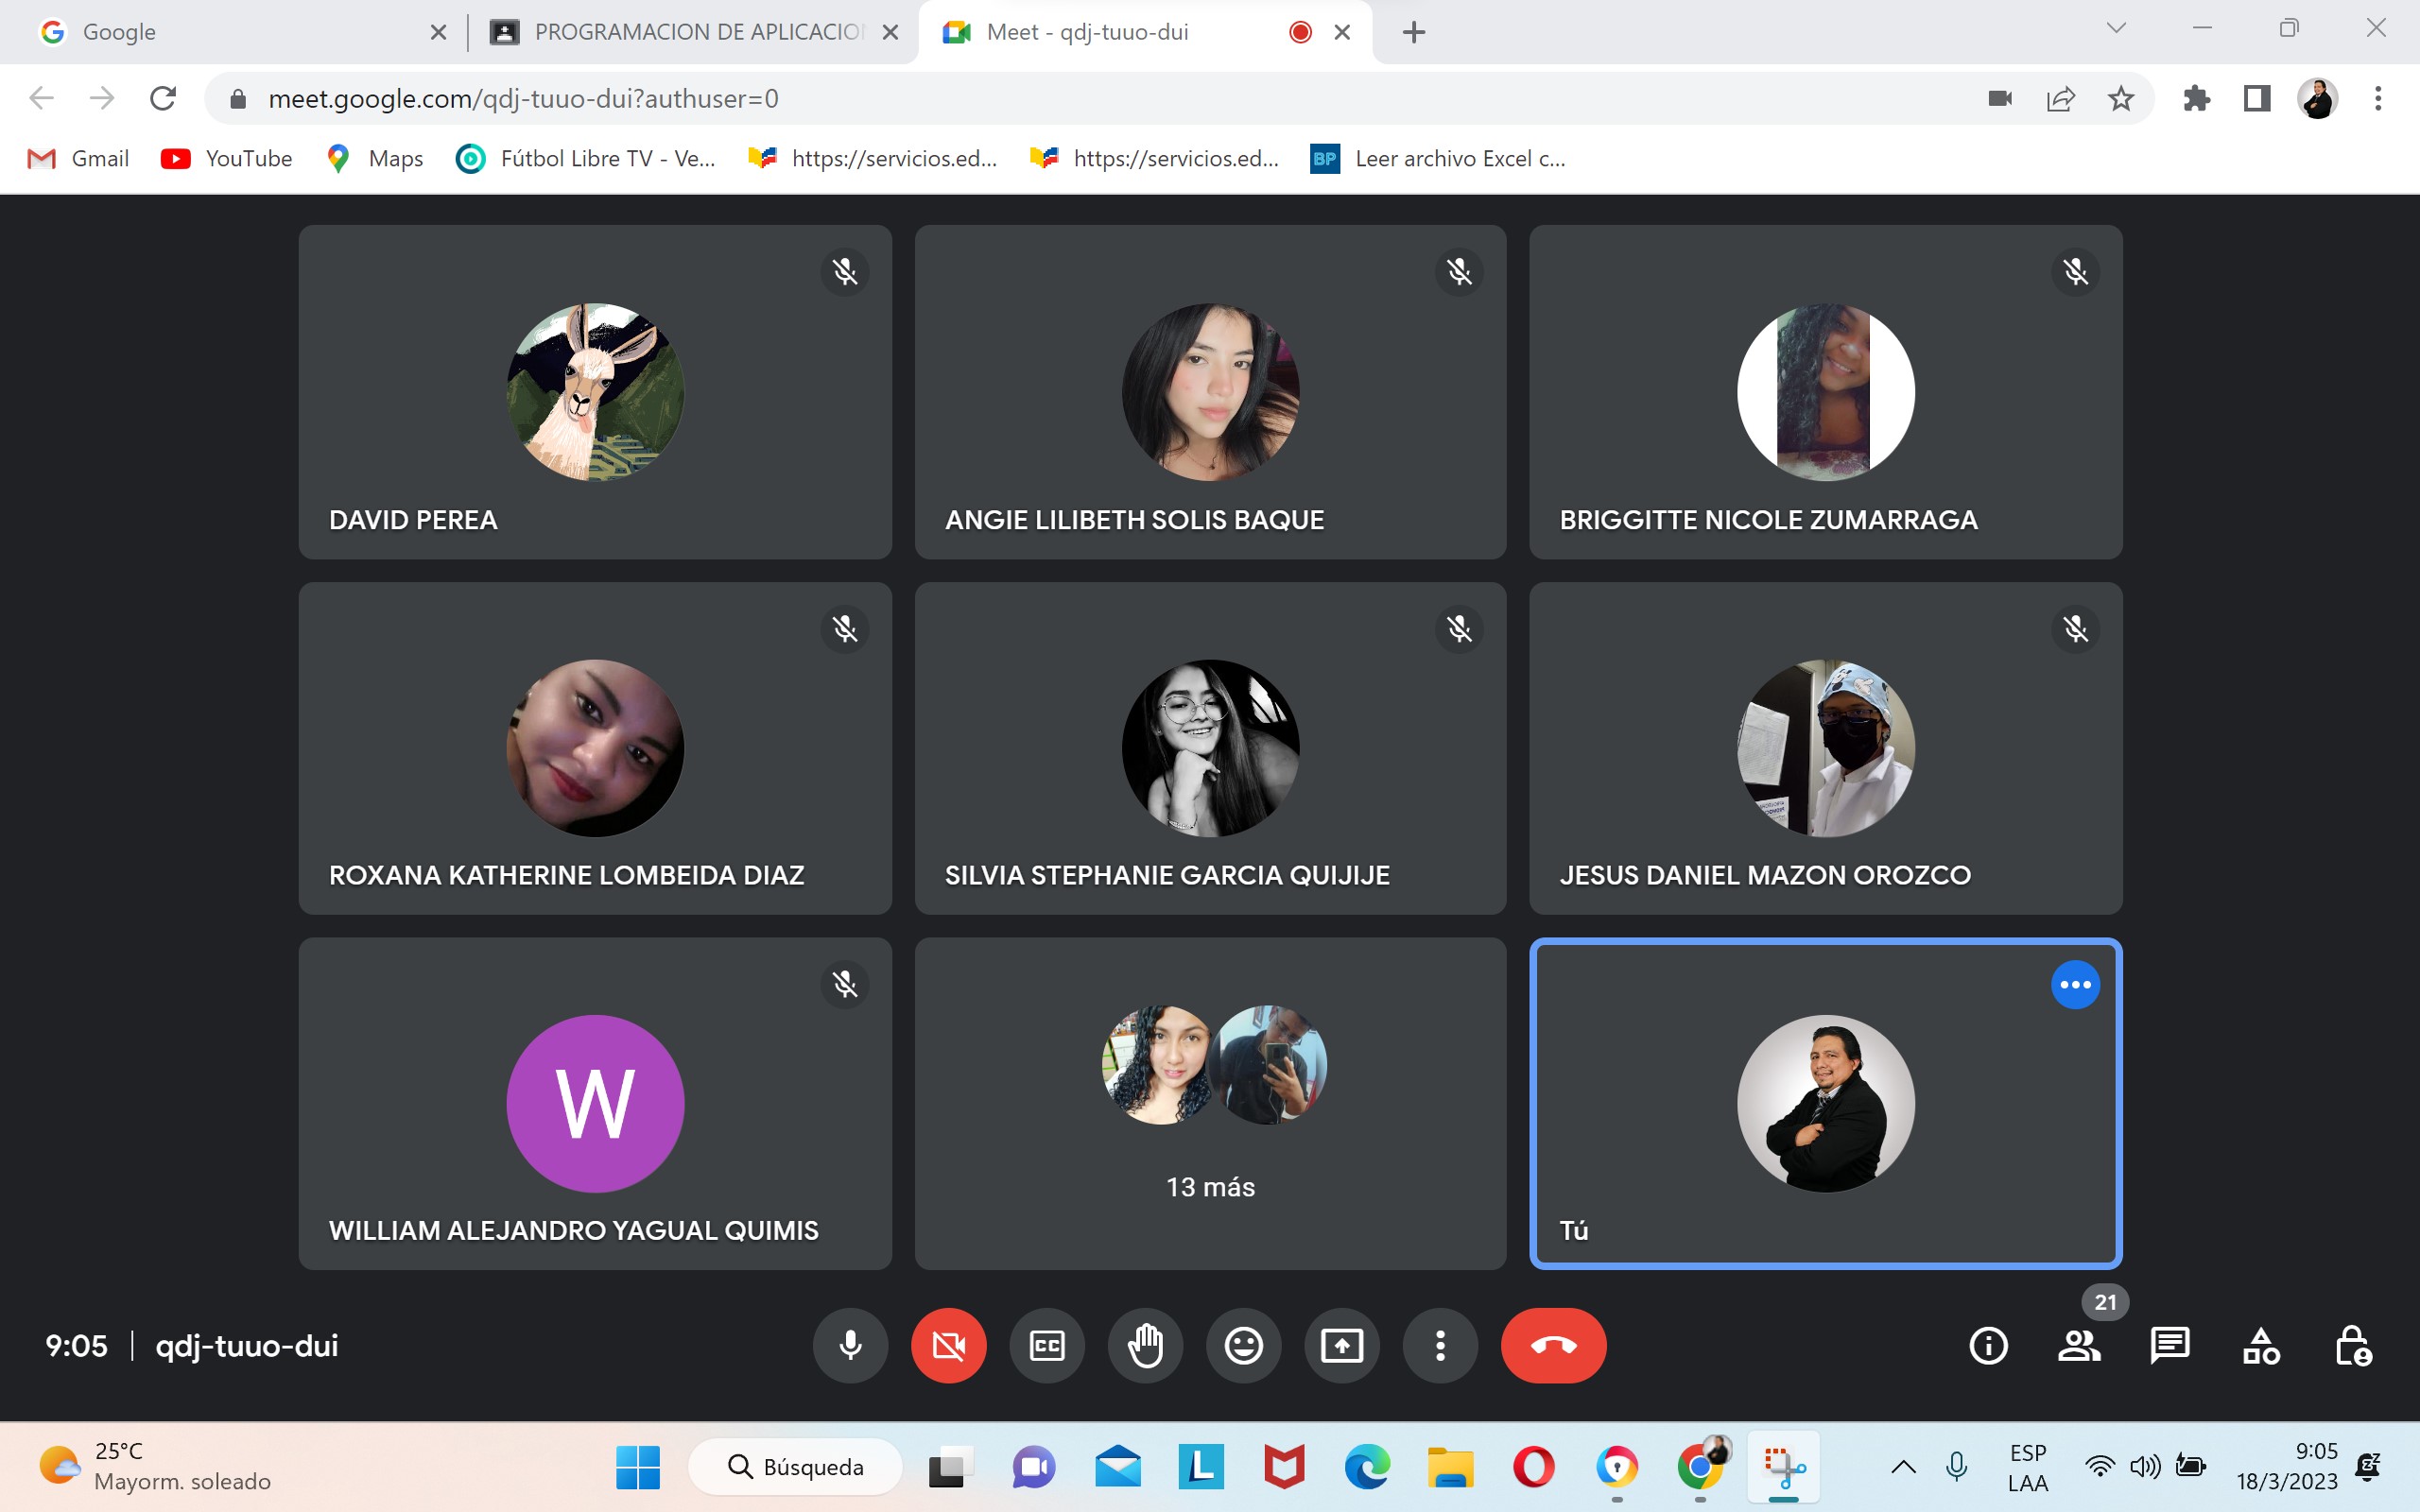 Google
PROGRAMACION DE APLICACIO
Meet - qdj-tuuo-dui
meet.google.com/qdj-tuuo-dui?authuser=0
Gmail
YouTube
Maps
Fútbol Libre TV - Ve...
https://servicios.ed...
https://servicios.ed...
BP
Leer archivo Excel c...
DAVID PEREA
ANGIE LILIBETH SOLIS BAQUE
BRIGGITTE NICOLE ZUMARRAGA
ROXANA KATHERINE LOMBEIDA DIAZ
SILVIA STEPHANIE GARCIA QUIJIJE
JESUS DANIEL MAZON OROZCO
W
WILLIAM ALEJANDRO YAGUAL QUIMIS
13 más
Tú
21
9:05
qdj-tuuo-dui
CC
25°C
Mayorm. soleado
Búsqueda
L
ESP
LAA
9:05
18/3/2023